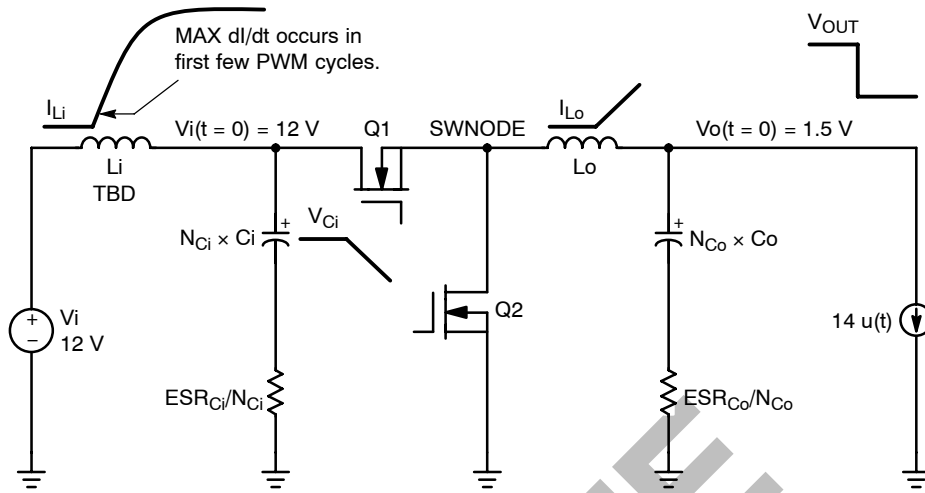 MAX dI/dt occurs in
first few PWM cycles.
V_OUT
I_Li
I_Lo
Vi(t = 0) = 12 V
Q1
SWNODE
Vo(t = 0) = 1.5 V
Li
TBD
Lo
V_Ci
+
N_Ci × Ci
+
N_Co × Co
Q2
+
−
Vi
12 V
14 u(t)
ESR_Ci/N_Ci
ESR_Co/N_Co